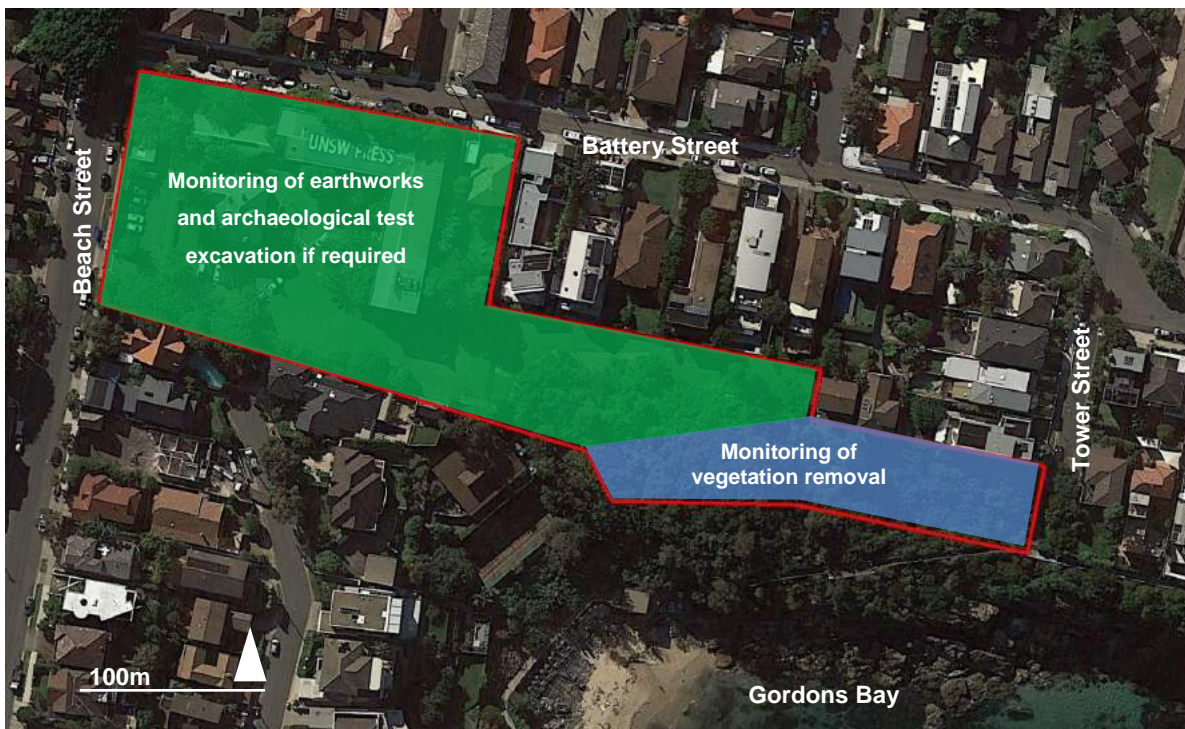 UNSW PRESS
Battery Street
Monitoring of earthworks
and archaeological test
excavation if required
Beach Street
Tower Street
Monitoring of
vegetation removal
100m
Gordons Bay